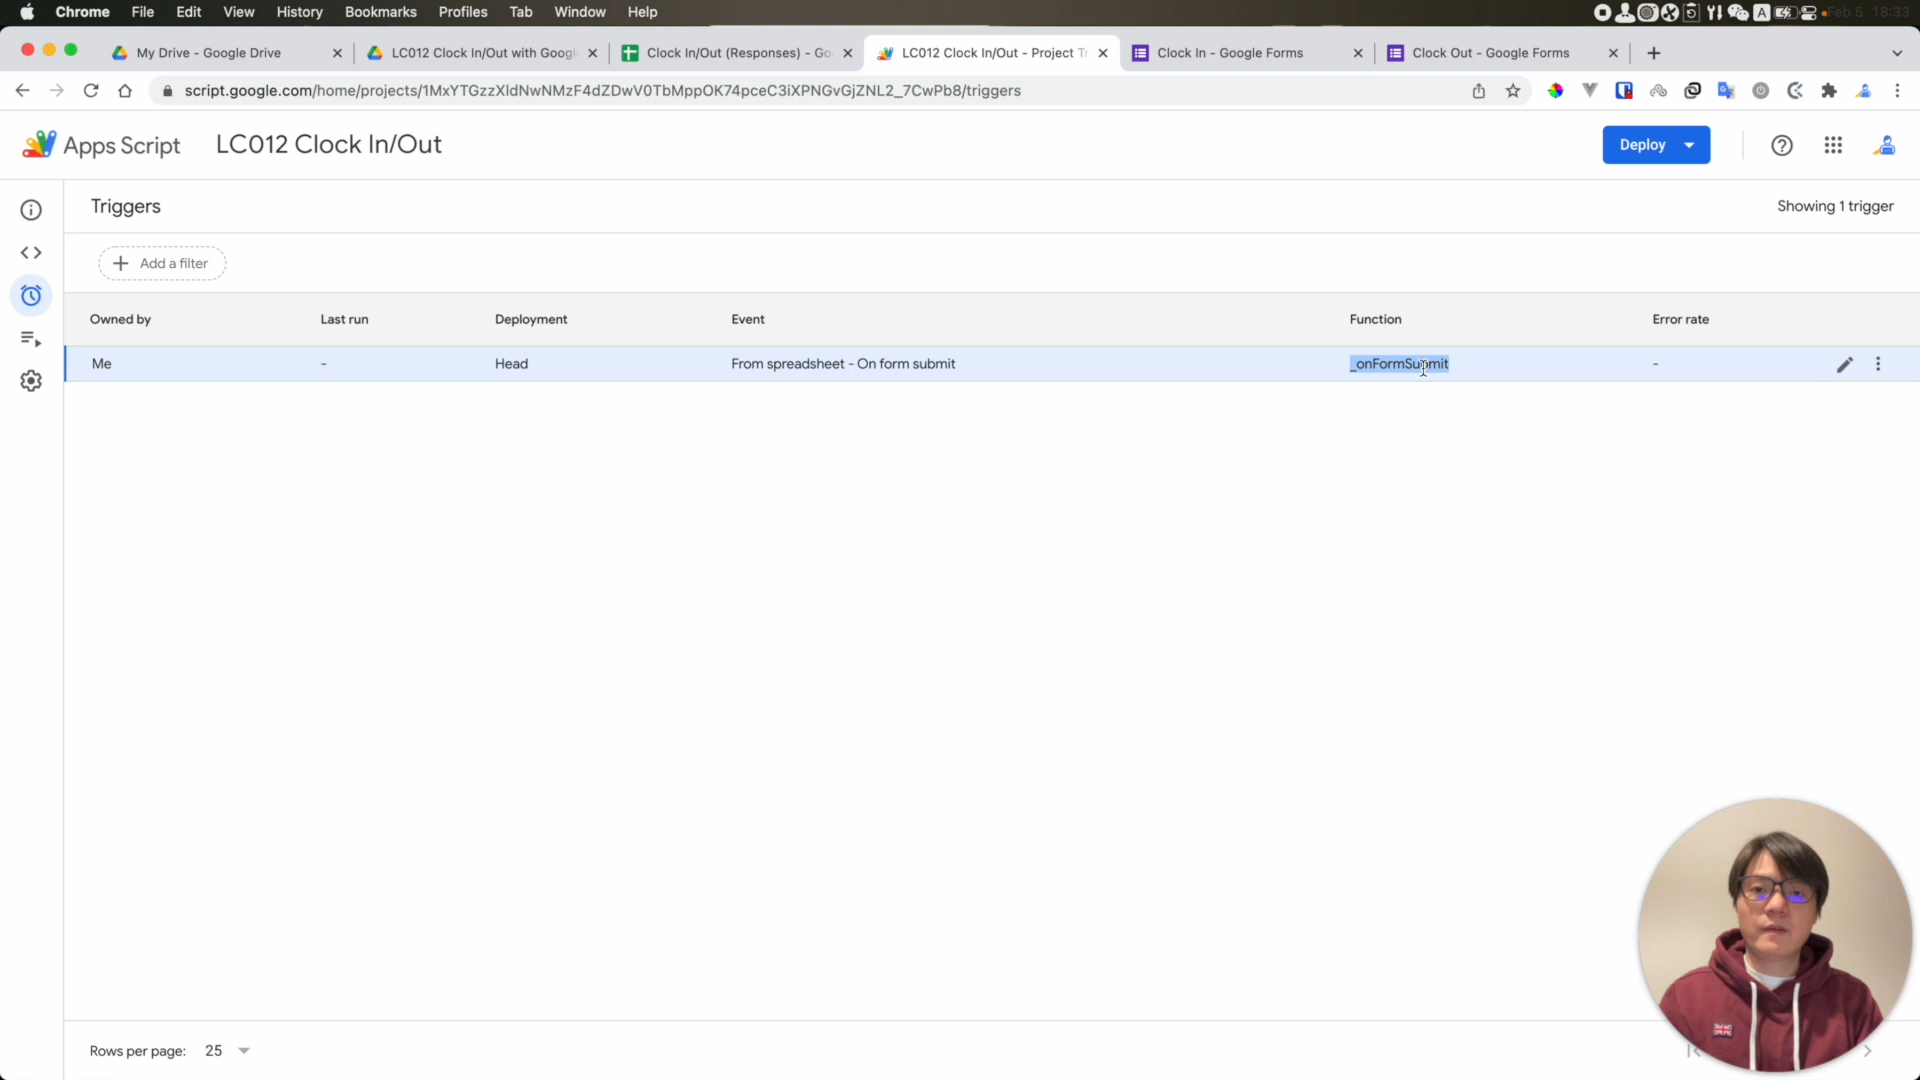 Chrome File Edit View History Bookmarks Profiles Tab Window Help Feb 5 18:33
My Drive - Google Drive LC012 Clock In/Out with Googl Clock In/Out (Responses) - Go LC012 Clock In/Out - Project Tr Clock In - Google Forms Clock Out - Google Forms
script.google.com/home/projects/1MxYTGzzXldNwNMzF4dZDwV0TbMppOK74pceC3iXPNGvGjZNL2_7CwPb8/triggers
Apps Script LC012 Clock In/Out Deploy
Triggers Showing 1 trigger
Add a filter
Owned by Last run Deployment Event Function Error rate
Me - Head From spreadsheet - On form submit _onFormSubmit -
Rows per page: 25